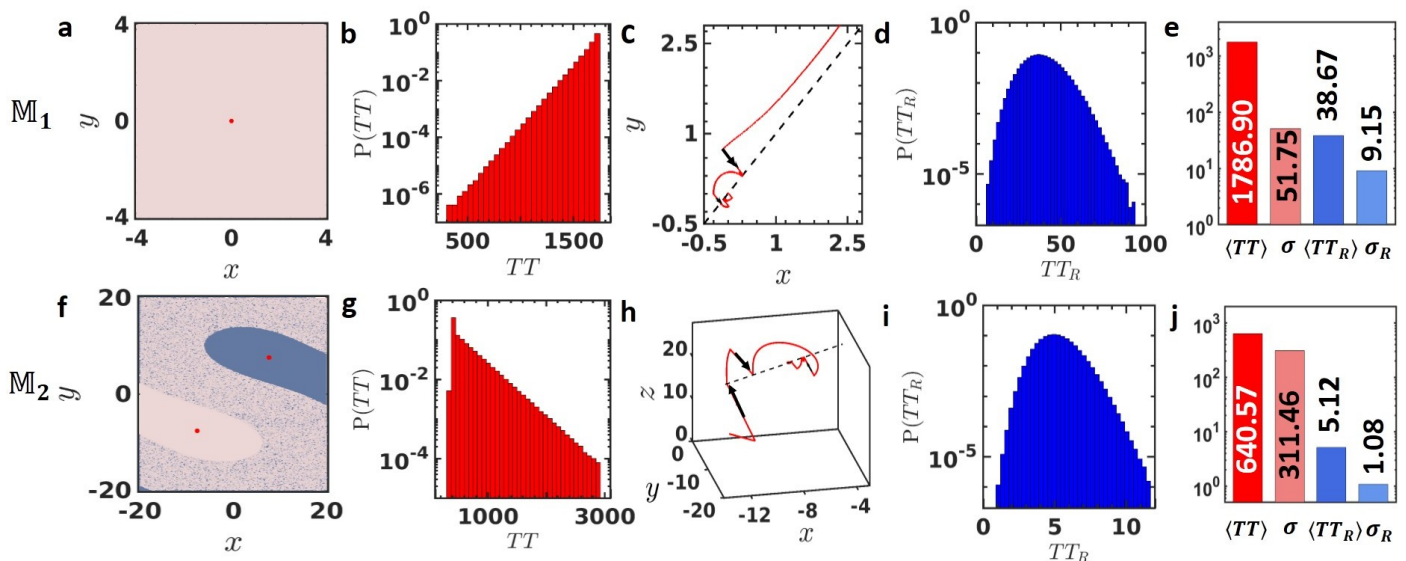 a
4
0
-4
y
-4 0 4
x
b
10^0
10^-2
10^-4
10^-6
P(TT)
500 1500
TT
c
2.5
1
-0.5
y
-0.5 1 2.5
x
d
10^0
10^-5
P(TT_R)
0 50 100
TT_R
e
10^3
10^2
10^1
10^0
1786.90 51.75 38.67 9.15
⟨TT⟩ σ ⟨TT_R⟩ σ_R
𝕄_1
f
20
0
-20
y
-20 0 20
x
g
10^0
10^-2
10^-4
P(TT)
1000 3000
TT
h
20
10
0
z
0
-10
-20
y
-12 -8 -4
x
i
10^0
10^-5
P(TT_R)
0 5 10
TT_R
j
10^3
10^2
10^1
10^0
640.57 311.46 5.12 1.08
⟨TT⟩ σ ⟨TT_R⟩ σ_R
𝕄_2